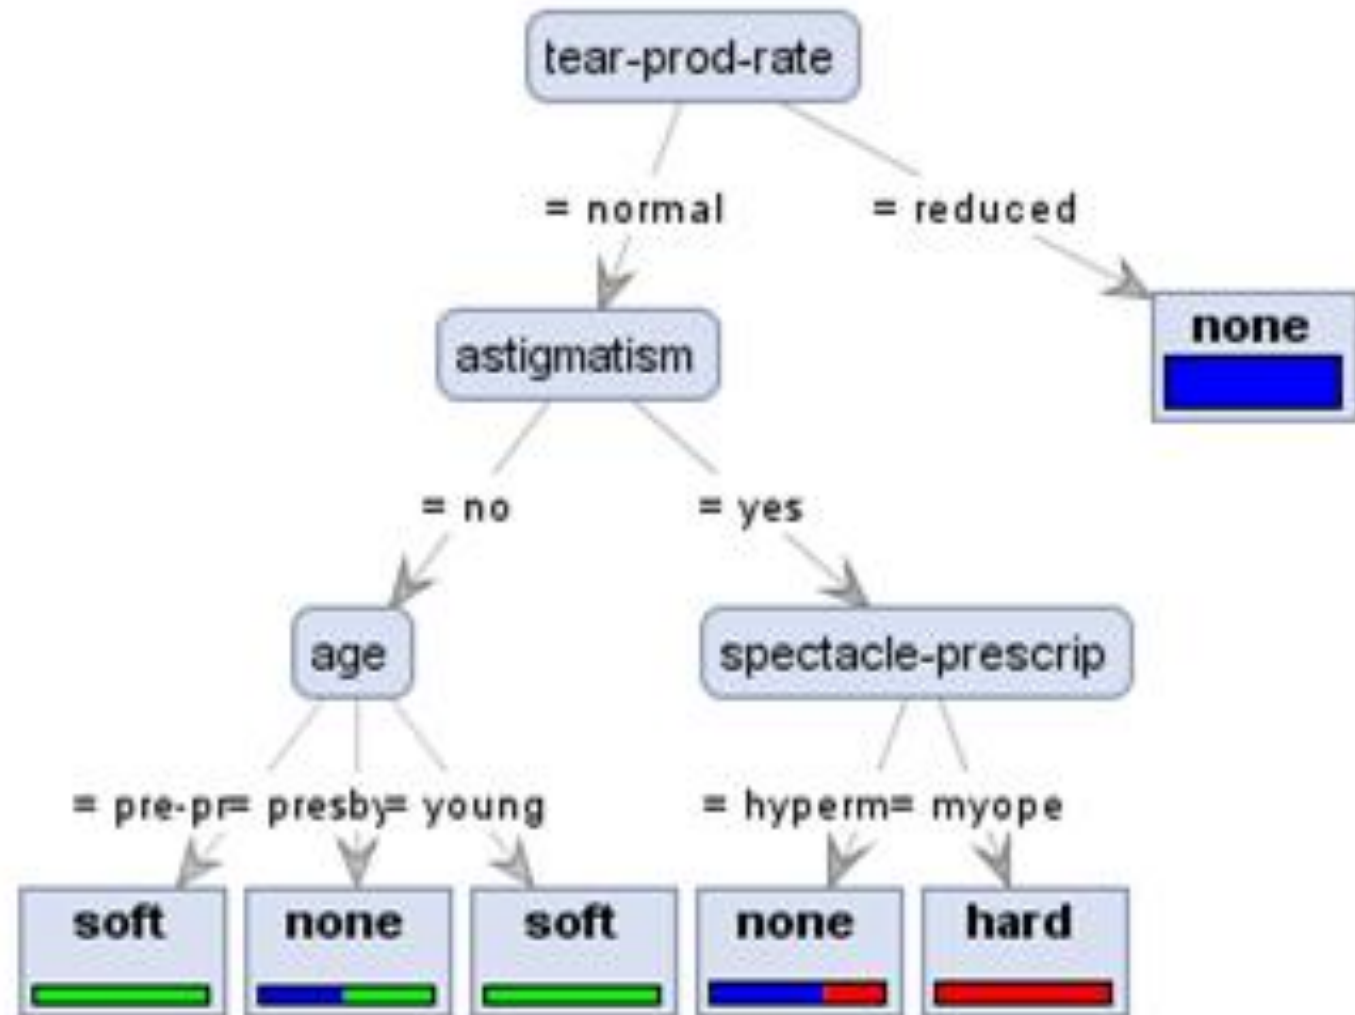 tear-prod-rate
= normal
= reduced
none
astigmatism
= no
= yes
age
spectacle-prescrip
= pre-pr
= presby
= young
= hyperm
= myope
soft
none
soft
none
hard